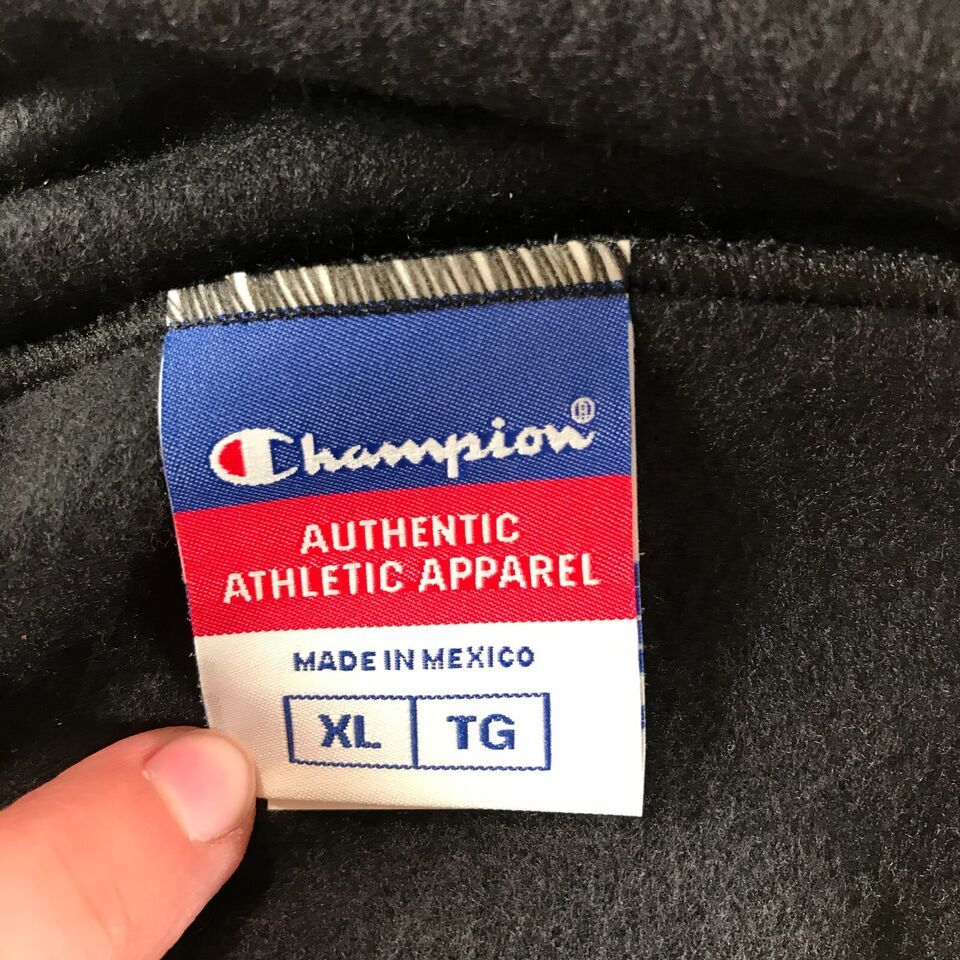 Champion®
AUTHENTIC
ATHLETIC APPAREL
MADE IN MEXICO
XL TG